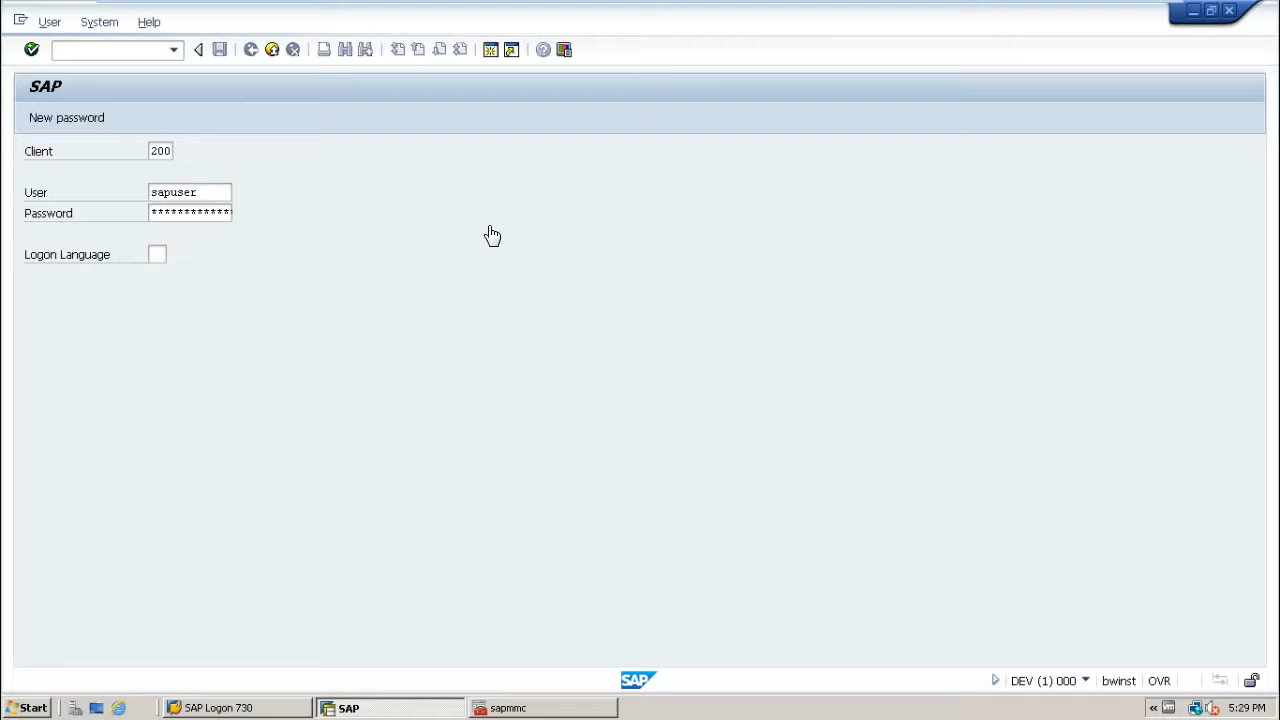 User System Help
SAP
New password
Client 200
User sapuser
Password *************
Logon Language
SAP
DEV (1) 000 bwinst OVR
Start SAP Logon 730 SAP sapmmc 5:29 PM